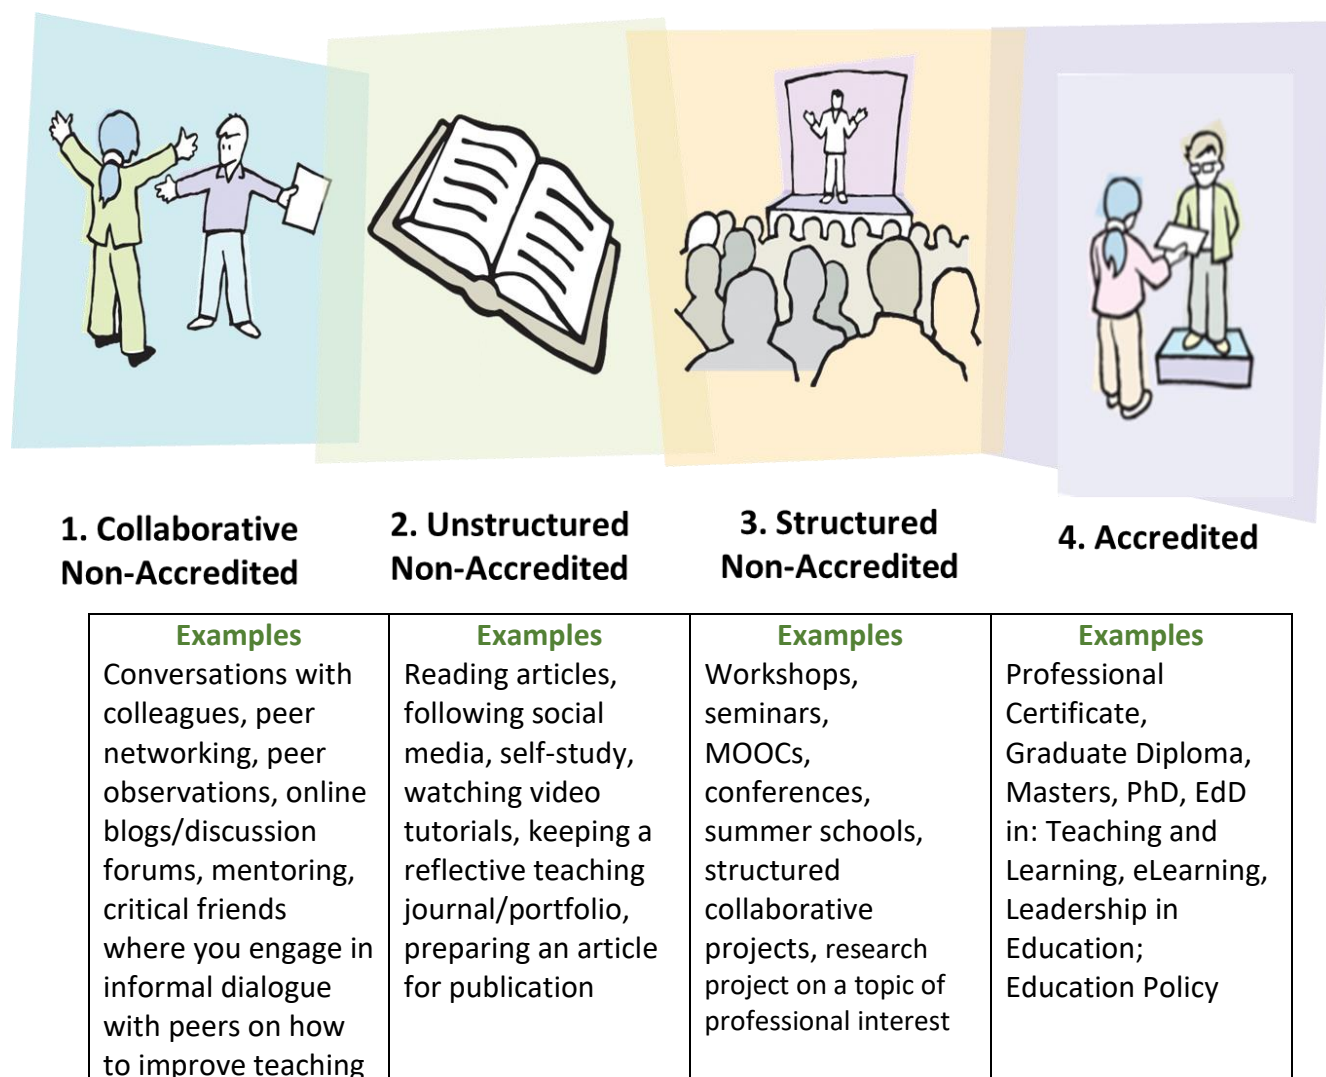 1. Collaborative
Non-Accredited
2. Unstructured
Non-Accredited
3. Structured
Non-Accredited
4. Accredited
Examples
Conversations with
colleagues, peer
networking, peer
observations, online
blogs/discussion
forums, mentoring,
critical friends
where you engage in
informal dialogue
with peers on how
to improve teaching
Examples
Reading articles,
following social
media, self-study,
watching video
tutorials, keeping a
reflective teaching
journal/portfolio,
preparing an article
for publication
Examples
Workshops,
seminars,
MOOCs,
conferences,
summer schools,
structured
collaborative
projects, research
project on a topic of
professional interest
Examples
Professional
Certificate,
Graduate Diploma,
Masters, PhD, EdD
in: Teaching and
Learning, eLearning,
Leadership in
Education;
Education Policy